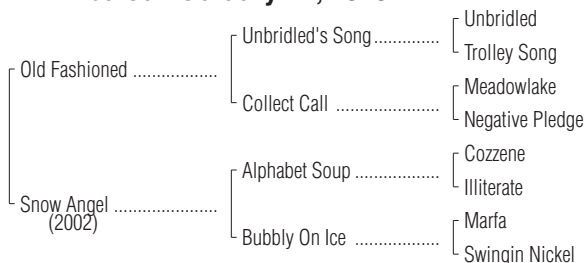 Unbridled
Unbridled's Song..............
Trolley Song
Old Fashioned ..................
Meadowlake
Collect Call ......................
Negative Pledge
Cozzene
Alphabet Soup ..................
Illiterate
Snow Angel ......................
(2002)
Marfa
Bubbly On Ice ..................
Swingin Nickel